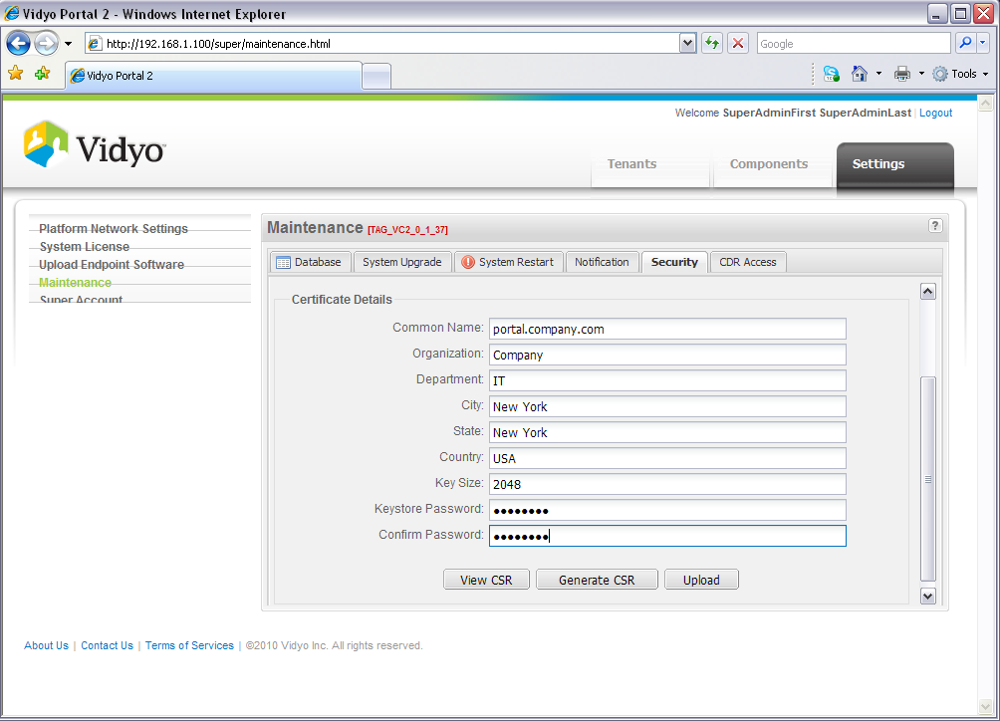 Vidyo Portal 2 - Windows Internet Explorer
http://192.168.1.100/super/maintenance.html
Google
Vidyo Portal 2
Tools
Welcome SuperAdminFirst SuperAdminLast | Logout
Vidyo
Tenants Components Settings
Platform Network Settings
System License
Upload Endpoint Software
Maintenance
Super Account
Maintenance [TAG_VC2_0_1_37] ?
Database System Upgrade System Restart Notification Security CDR Access
Certificate Details
Common Name: portal.company.com
Organization: Company
Department: IT
City: New York
State: New York
Country: USA
Key Size: 2048
Keystore Password: ••••••••
Confirm Password: ••••••••
View CSR Generate CSR Upload
About Us | Contact Us | Terms of Services | ©2010 Vidyo Inc. All rights reserved.